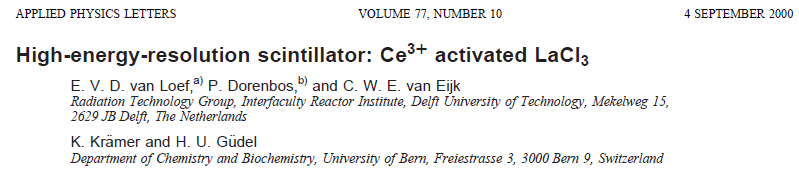 APPLIED PHYSICS LETTERS VOLUME 77, NUMBER 10 4 SEPTEMBER 2000
High-energy-resolution scintillator: Ce3+ activated LaCl3
E. V. D. van Loef,a) P. Dorenbos,b) and C. W. E. van Eijk
Radiation Technology Group, Interfaculty Reactor Institute, Delft University of Technology, Mekelweg 15,
2629 JB Delft, The Netherlands
K. Krämer and H. U. Güdel
Department of Chemistry and Biochemistry, University of Bern, Freiestrasse 3, 3000 Bern 9, Switzerland